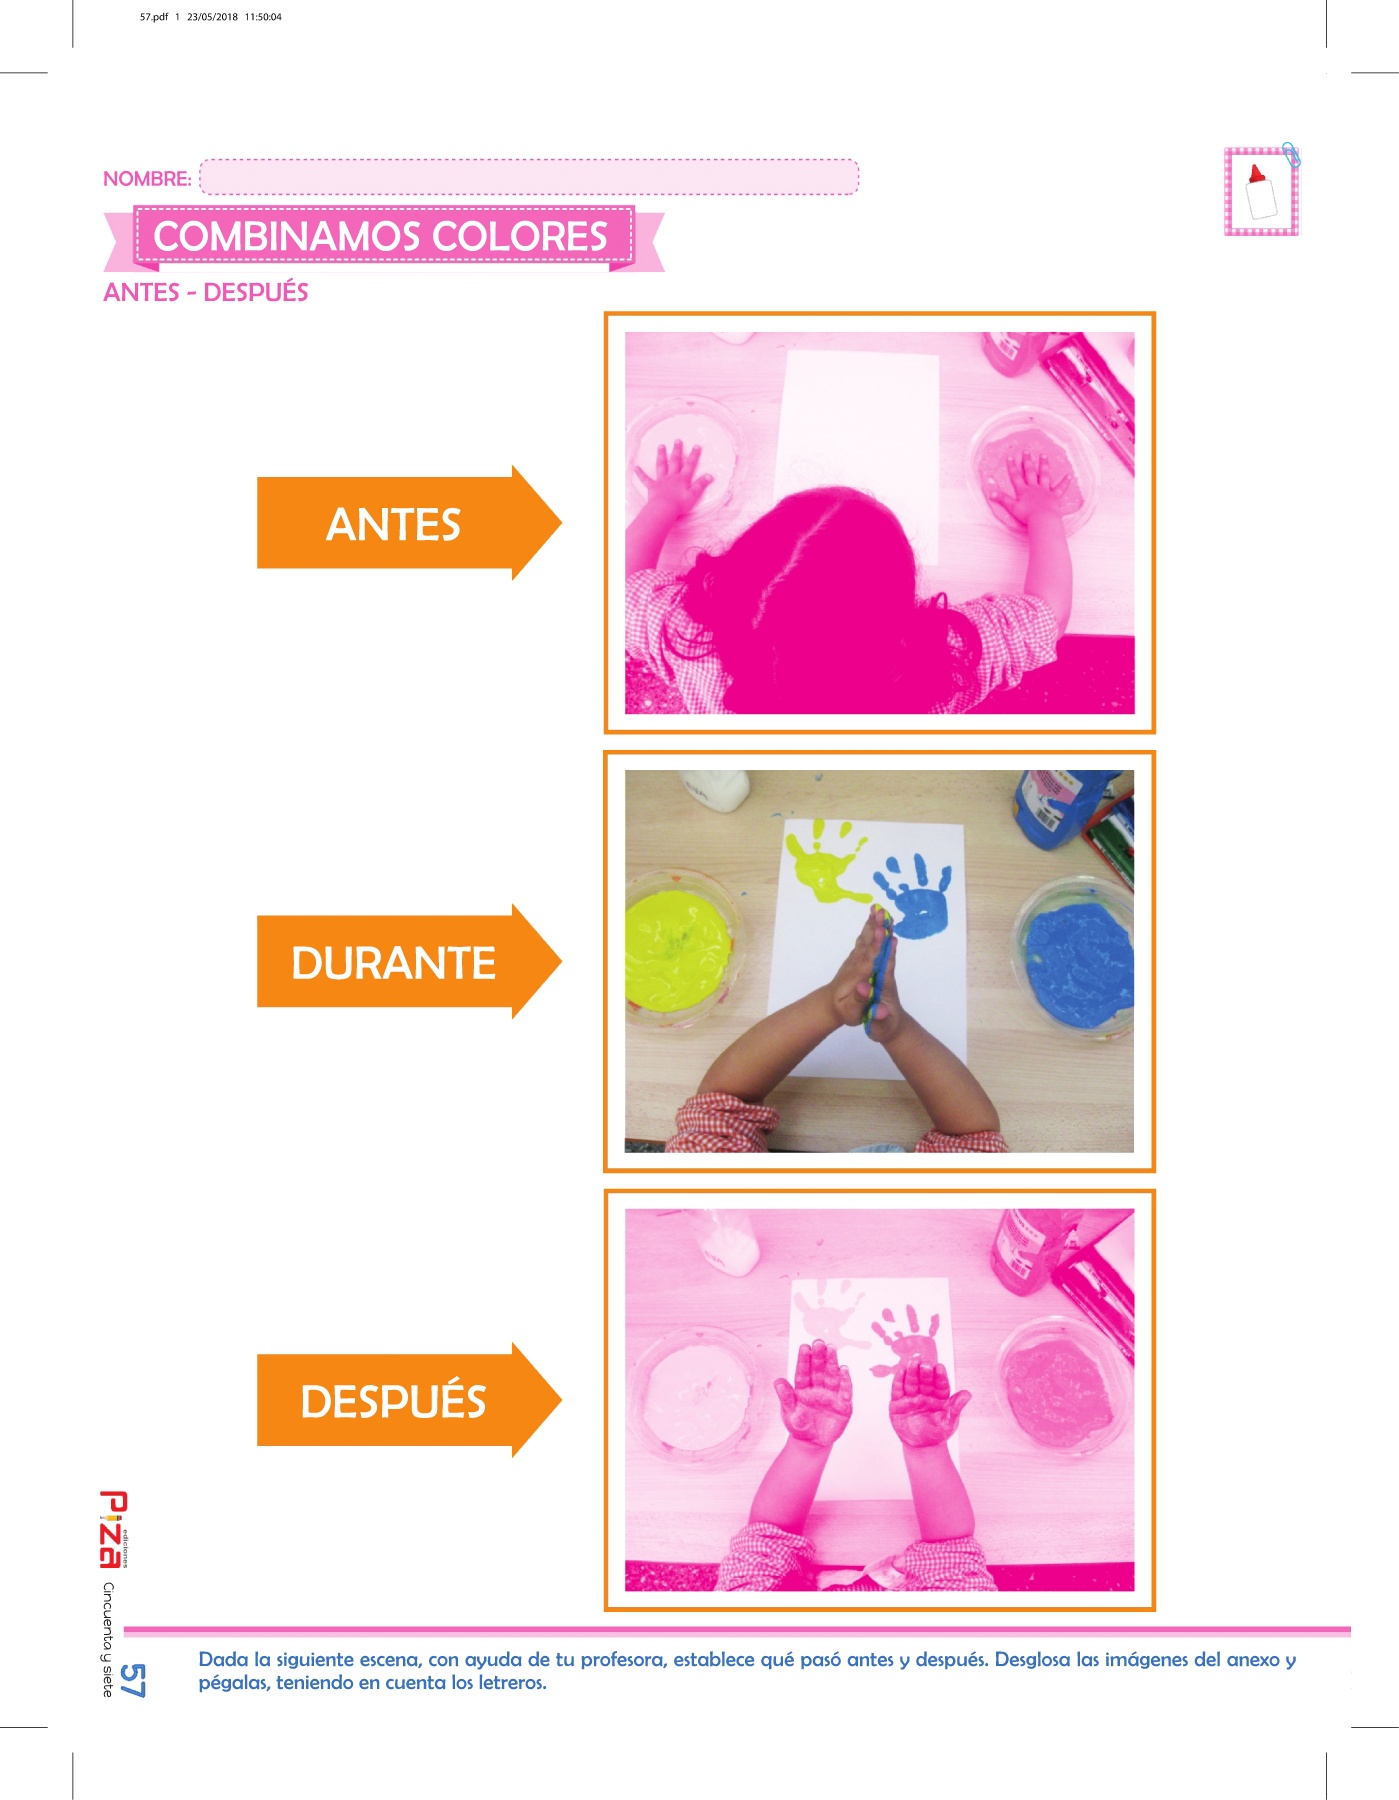 57.pdf 1 23/05/2018 11:50:04
NOMBRE:
COMBINAMOS COLORES
ANTES - DESPUÉS
ANTES
DURANTE
DESPUÉS
Piza
ediciones
Cincuenta y siete
57
Dada la siguiente escena, con ayuda de tu profesora, establece qué pasó antes y después. Desglosa las imágenes del anexo y
pégalas, teniendo en cuenta los letreros.